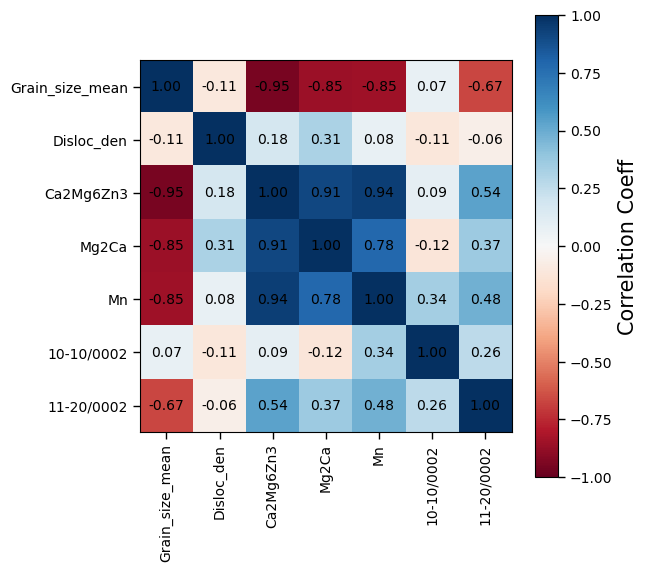 1.00
Grain_size_mean 1.00 -0.11 -0.95 -0.85 -0.85 0.07 -0.67
0.75
Disloc_den -0.11 1.00 0.18 0.31 0.08 -0.11 -0.06
0.50
Ca2Mg6Zn3 -0.95 0.18 1.00 0.91 0.94 0.09 0.54
0.25
Mg2Ca -0.85 0.31 0.91 1.00 0.78 -0.12 0.37
0.00
Mn -0.85 0.08 0.94 0.78 1.00 0.34 0.48
−0.25
10-10/0002 0.07 -0.11 0.09 -0.12 0.34 1.00 0.26
−0.50
11-20/0002 -0.67 -0.06 0.54 0.37 0.48 0.26 1.00
−0.75
−1.00
Grain_size_mean
Disloc_den
Ca2Mg6Zn3
Mg2Ca
Mn
10-10/0002
11-20/0002
Correlation Coeff